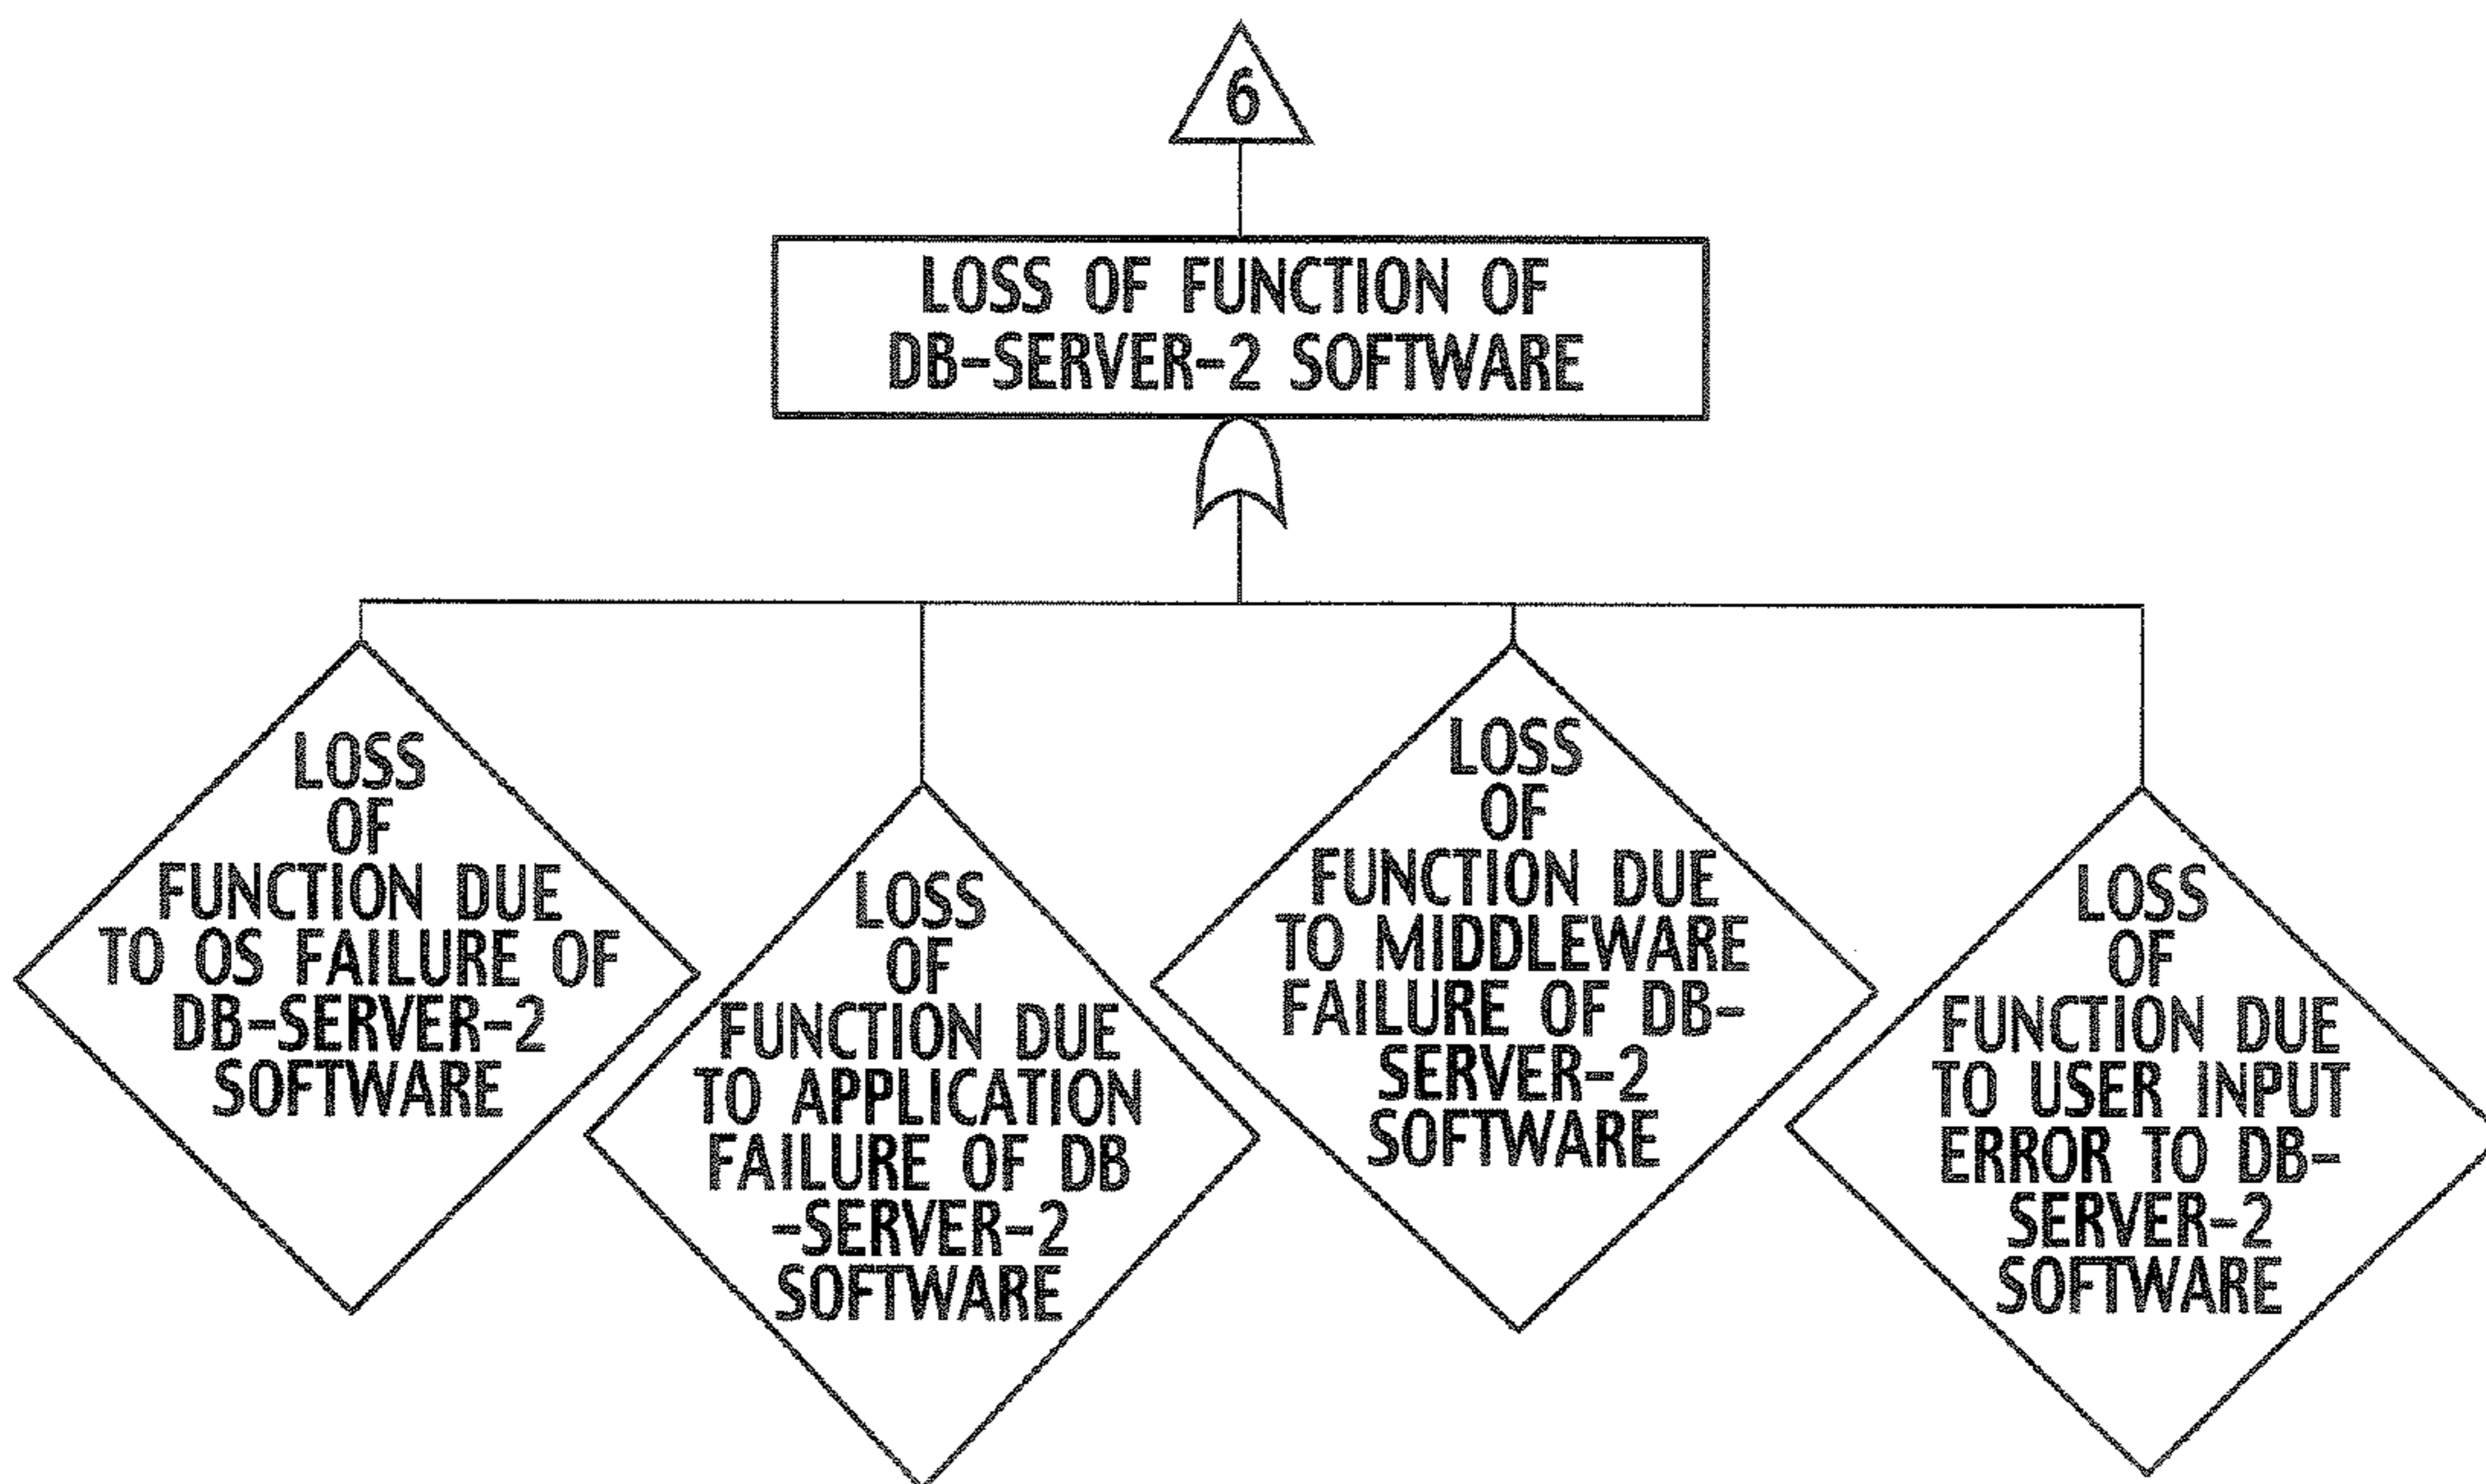 6
LOSS OF FUNCTION OF
DB-SERVER-2 SOFTWARE
LOSS
OF
FUNCTION DUE
TO OS FAILURE OF
DB-SERVER-2
SOFTWARE
LOSS
OF
FUNCTION DUE
TO APPLICATION
FAILURE OF DB
-SERVER-2
SOFTWARE
LOSS
OF
FUNCTION DUE
TO MIDDLEWARE
FAILURE OF DB-
SERVER-2
SOFTWARE
LOSS
OF
FUNCTION DUE
TO USER INPUT
ERROR TO DB-
SERVER-2
SOFTWARE